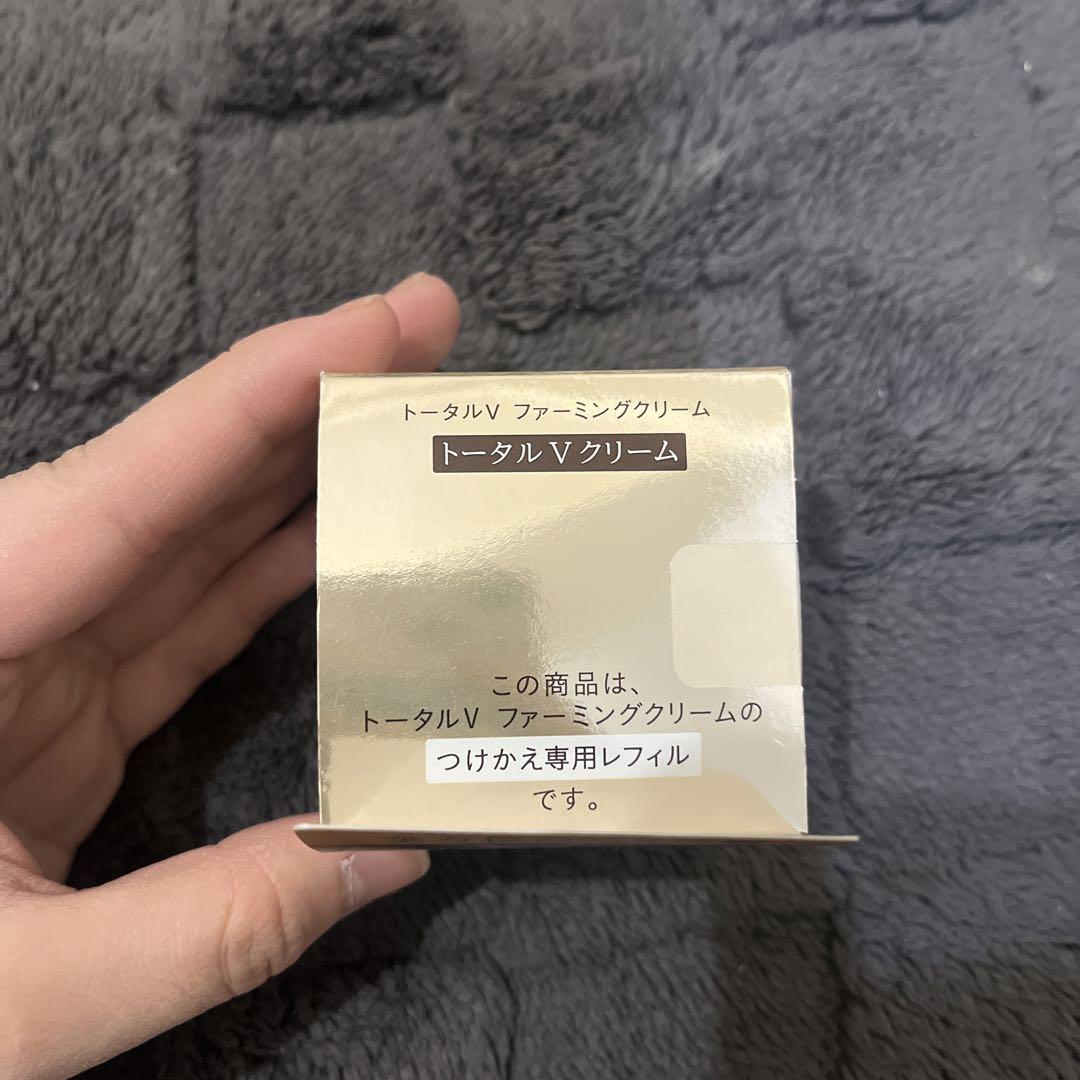 トータルV ファーミングクリーム
トータル V クリーム
この商品は、
トータルV ファーミングクリームの
つけかえ専用レフィル
です。